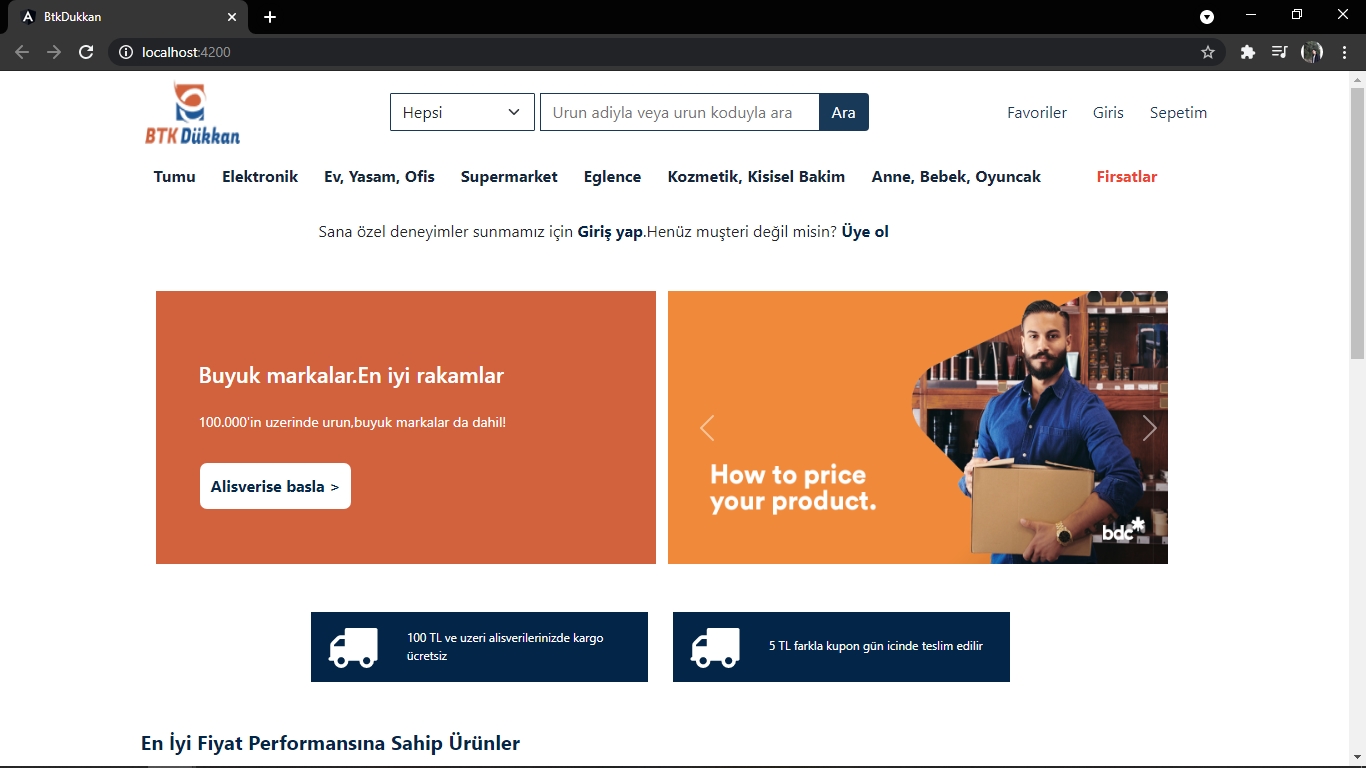 BtkDukkan
localhost:4200
BTK Dükkan
Hepsi
Urun adiyla veya urun koduyla ara
Ara
Favoriler Giris Sepetim
Tumu Elektronik Ev, Yasam, Ofis Supermarket Eglence Kozmetik, Kisisel Bakim Anne, Bebek, Oyuncak Firsatlar
Sana özel deneyimler sunmamız için Giriş yap.Henüz muşteri değil misin? Üye ol
Buyuk markalar.En iyi rakamlar
100.000'in uzerinde urun,buyuk markalar da dahil!
Alisverise basla >
How to price
your product.
bdc*
100 TL ve uzeri alisverilerinizde kargo
ücretsiz
5 TL farkla kupon gün icinde teslim edilir
En İyi Fiyat Performansına Sahip Ürünler